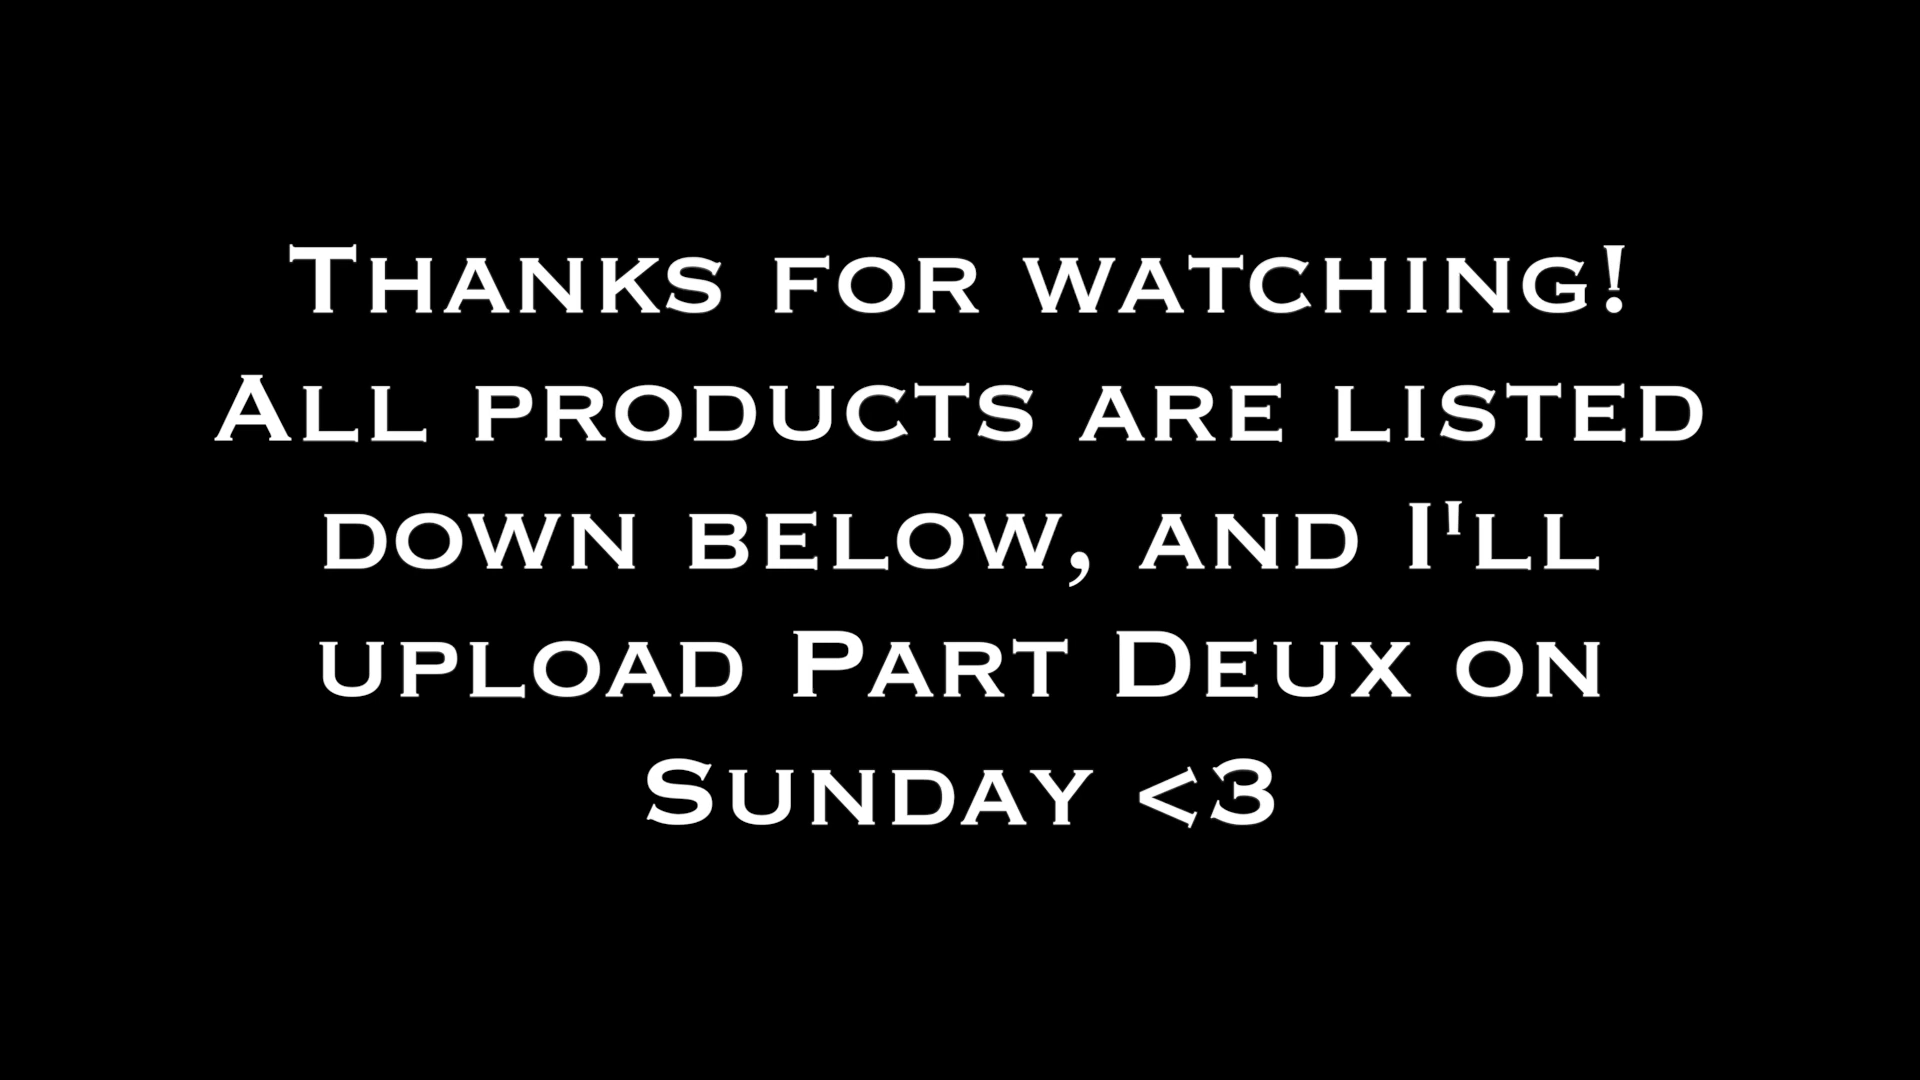 Thanks for watching!
All products are listed
down below, and I'll
upload Part Deux on
Sunday <3